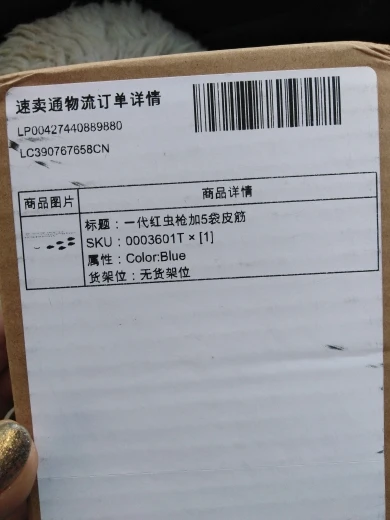 速卖通物流订单详情
LP00427440889880
LC390767658CN
商品图片
商品详情
标题：一代红虫枪加5袋皮筋
SKU：0003601T × [1]
属性：Color:Blue
货架位：无货架位